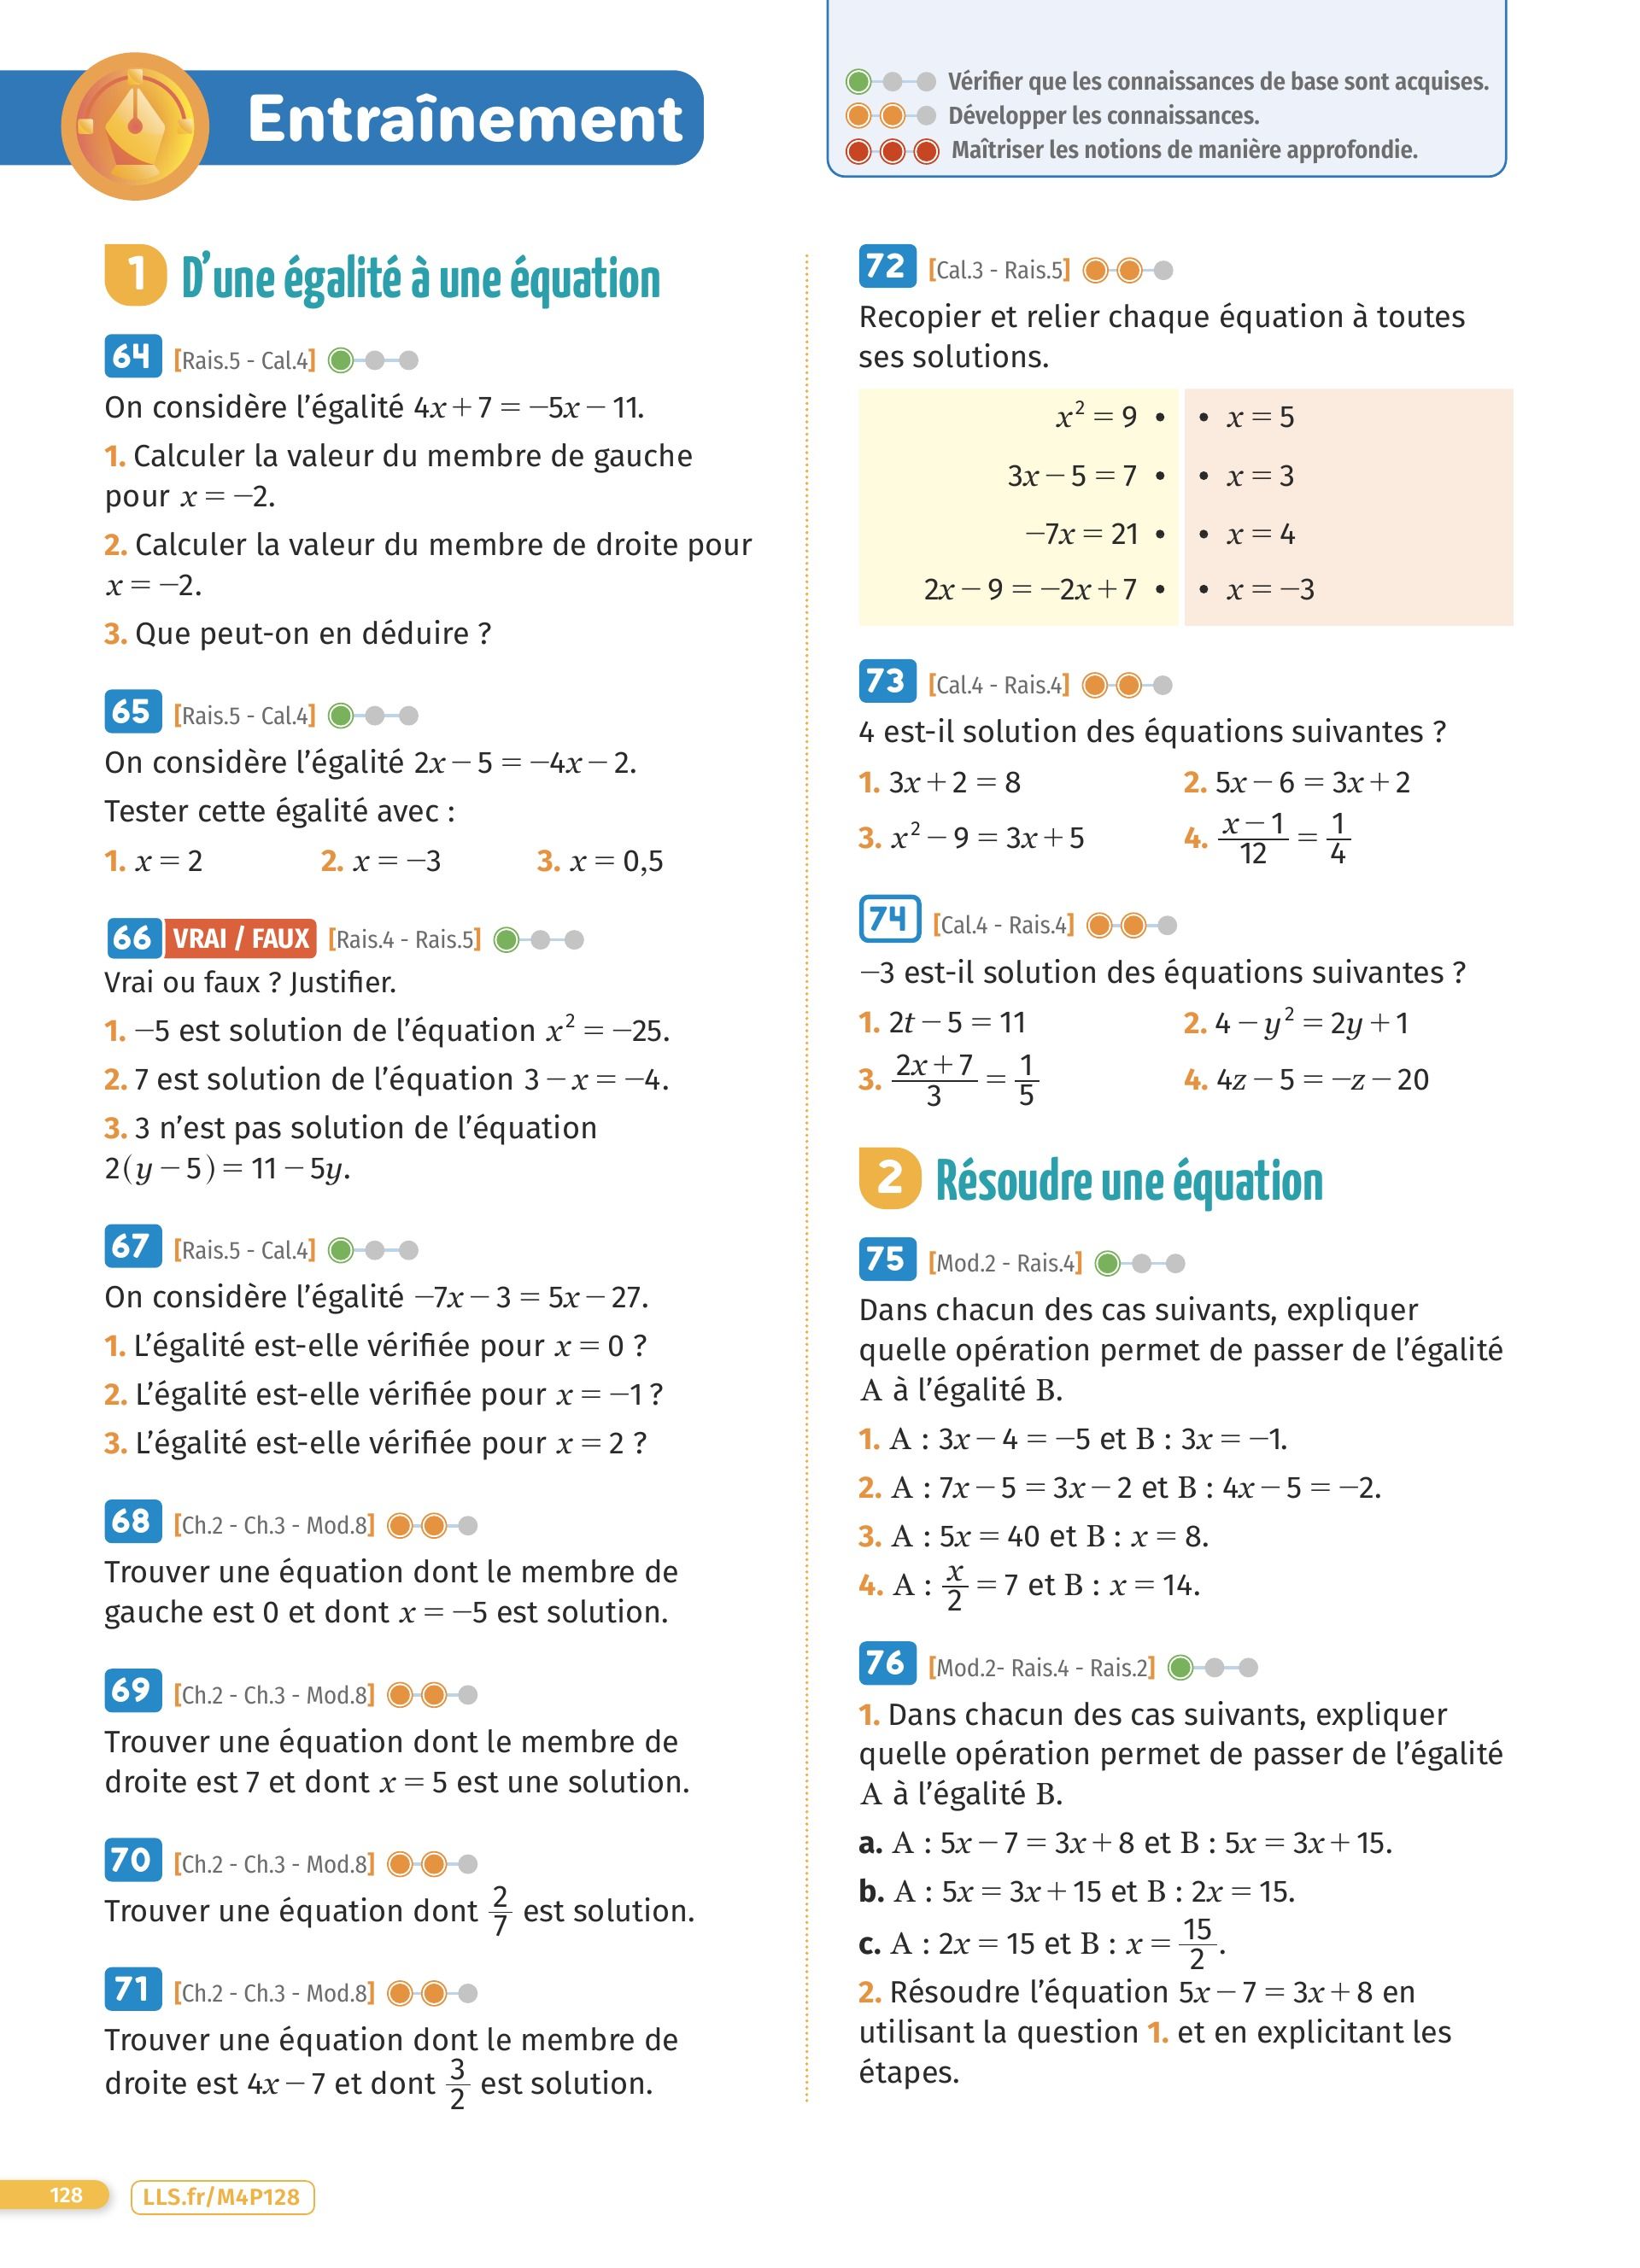 Entraînement
Vérifier que les connaissances de base sont acquises.
Développer les connaissances.
Maîtriser les notions de manière approfondie.
1 D'une égalité à une équation
64 [Rais.5 - Cal.4]
On considère l'égalité 4x + 7 = −5x − 11.
1. Calculer la valeur du membre de gauche
pour x = −2.
2. Calculer la valeur du membre de droite pour
x = −2.
3. Que peut-on en déduire ?
65 [Rais.5 - Cal.4]
On considère l'égalité 2x − 5 = −4x − 2.
Tester cette égalité avec :
1. x = 2 2. x = −3 3. x = 0,5
66 VRAI / FAUX [Rais.4 - Rais.5]
Vrai ou faux ? Justifier.
1. −5 est solution de l'équation x² = −25.
2. 7 est solution de l'équation 3 − x = −4.
3. 3 n'est pas solution de l'équation
2(y − 5) = 11 − 5y.
67 [Rais.5 - Cal.4]
On considère l'égalité −7x − 3 = 5x − 27.
1. L'égalité est-elle vérifiée pour x = 0 ?
2. L'égalité est-elle vérifiée pour x = −1 ?
3. L'égalité est-elle vérifiée pour x = 2 ?
68 [Ch.2 - Ch.3 - Mod.8]
Trouver une équation dont le membre de
gauche est 0 et dont x = −5 est solution.
69 [Ch.2 - Ch.3 - Mod.8]
Trouver une équation dont le membre de
droite est 7 et dont x = 5 est une solution.
70 [Ch.2 - Ch.3 - Mod.8]
Trouver une équation dont 2/7 est solution.
71 [Ch.2 - Ch.3 - Mod.8]
Trouver une équation dont le membre de
droite est 4x − 7 et dont 3/2 est solution.
72 [Cal.3 - Rais.5]
Recopier et relier chaque équation à toutes
ses solutions.
x² = 9 • • x = 5
3x − 5 = 7 • • x = 3
−7x = 21 • • x = 4
2x − 9 = −2x + 7 • • x = −3
73 [Cal.4 - Rais.4]
4 est-il solution des équations suivantes ?
1. 3x + 2 = 8 2. 5x − 6 = 3x + 2
3. x² − 9 = 3x + 5 4. (x − 1)/12 = 1/4
74 [Cal.4 - Rais.4]
−3 est-il solution des équations suivantes ?
1. 2t − 5 = 11 2. 4 − y² = 2y + 1
3. (2x + 7)/3 = 1/5 4. 4z − 5 = −z − 20
2 Résoudre une équation
75 [Mod.2 - Rais.4]
Dans chacun des cas suivants, expliquer
quelle opération permet de passer de l'égalité
A à l'égalité B.
1. A : 3x − 4 = −5 et B : 3x = −1.
2. A : 7x − 5 = 3x − 2 et B : 4x − 5 = −2.
3. A : 5x = 40 et B : x = 8.
4. A : x/2 = 7 et B : x = 14.
76 [Mod.2- Rais.4 - Rais.2]
1. Dans chacun des cas suivants, expliquer
quelle opération permet de passer de l'égalité
A à l'égalité B.
a. A : 5x − 7 = 3x + 8 et B : 5x = 3x + 15.
b. A : 5x = 3x + 15 et B : 2x = 15.
c. A : 2x = 15 et B : x = 15/2.
2. Résoudre l'équation 5x − 7 = 3x + 8 en
utilisant la question 1. et en explicitant les
étapes.
128 LLS.fr/M4P128